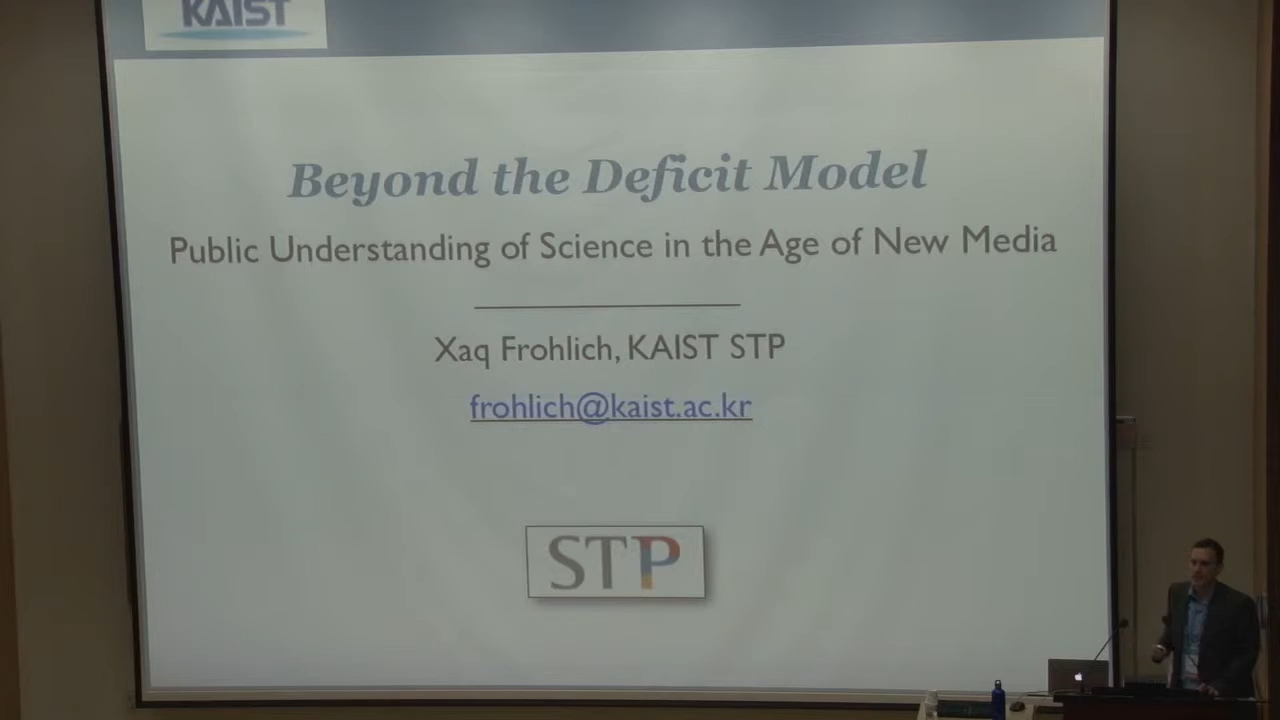 KAIST
Beyond the Deficit Model
Public Understanding of Science in the Age of New Media
Xaq Frohlich, KAIST STP
frohlich@kaist.ac.kr
STP